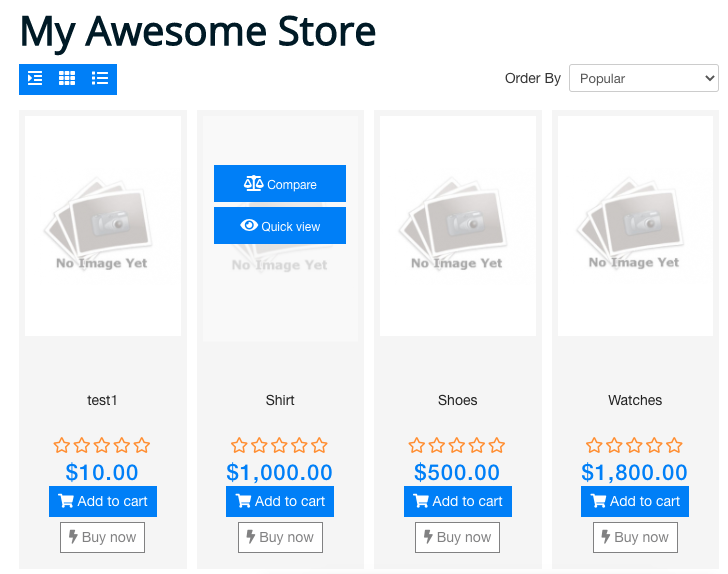 My Awesome Store
Order By Popular
Compare
Quick view
No Image Yet No Image Yet No Image Yet No Image Yet
test1 Shirt Shoes Watches
$10.00 $1,000.00 $500.00 $1,800.00
Add to cart Add to cart Add to cart Add to cart
Buy now Buy now Buy now Buy now